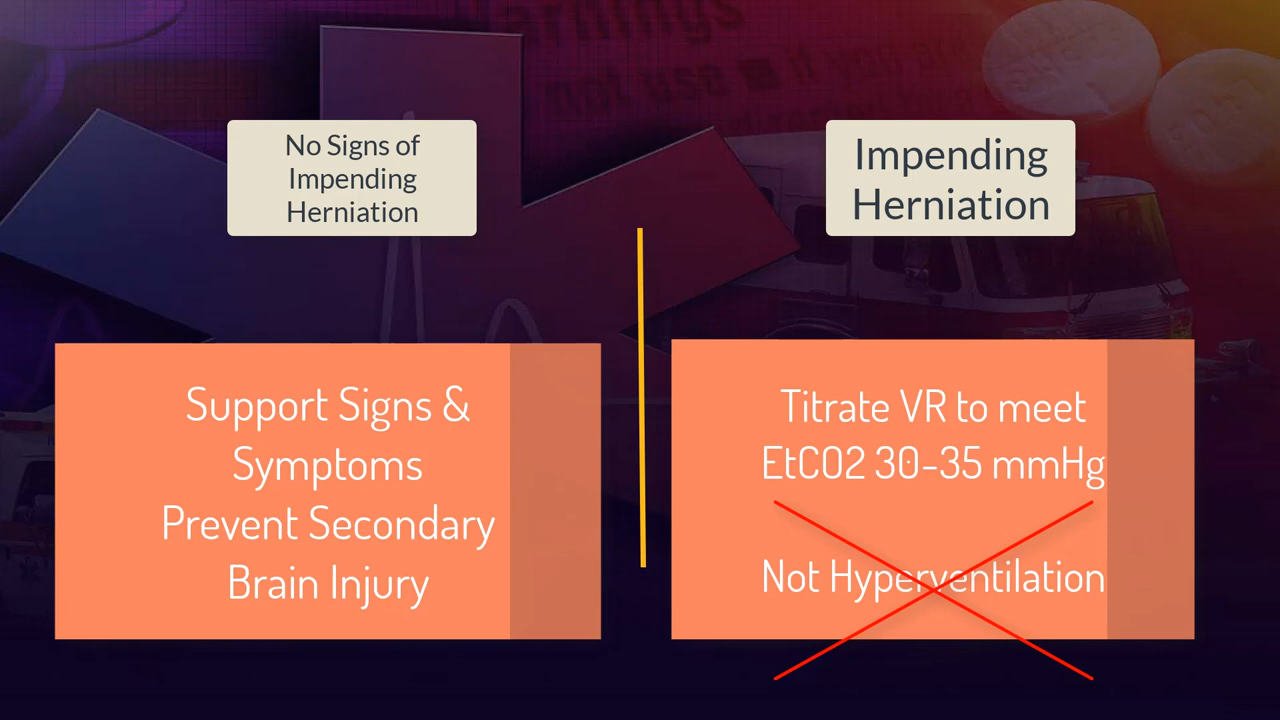 No Signs of
Impending
Herniation
Impending
Herniation
Support Signs &
Symptoms
Prevent Secondary
Brain Injury
Titrate VR to meet
EtCO2 30-35 mmHg
Not Hyperventilation